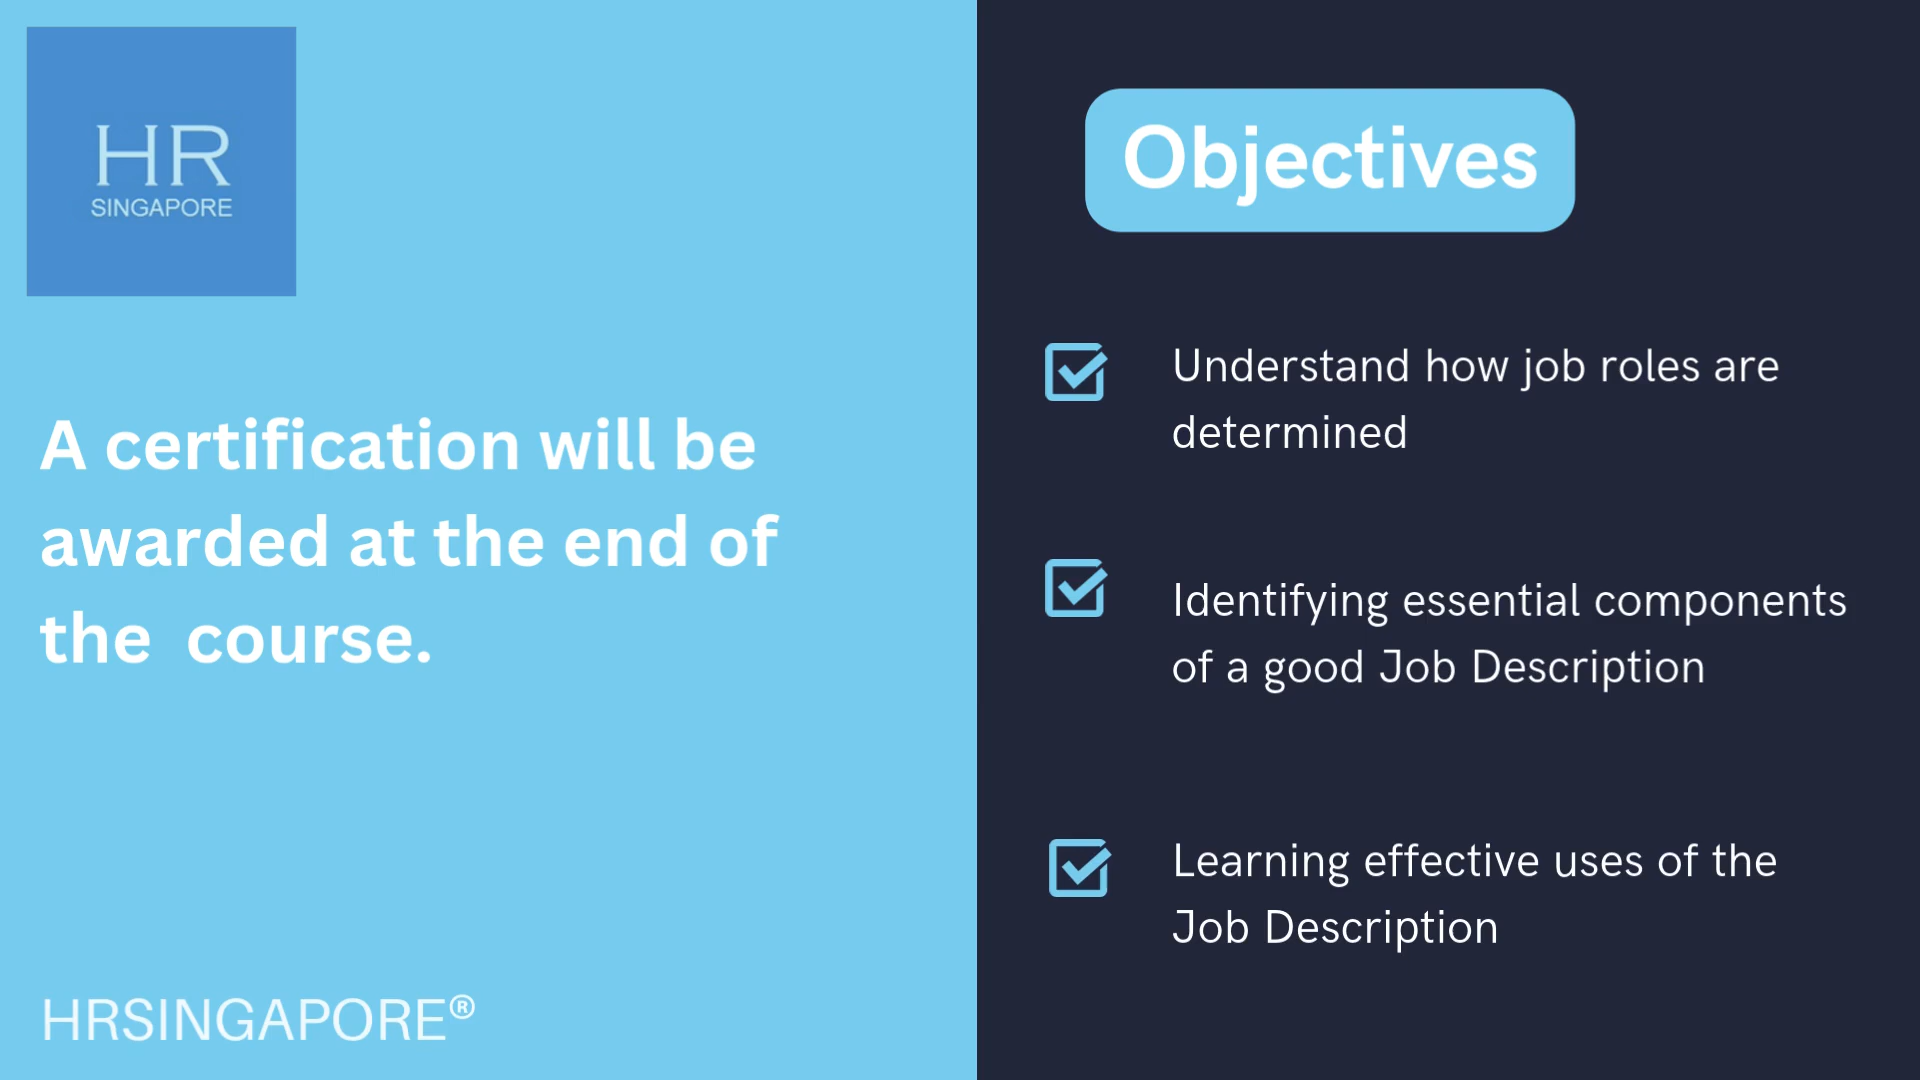 HR
SINGAPORE
A certification will be
awarded at the end of
the  course.
HRSINGAPORE®
Objectives
Understand how job roles are
determined
Identifying essential components
of a good Job Description
Learning effective uses of the
Job Description